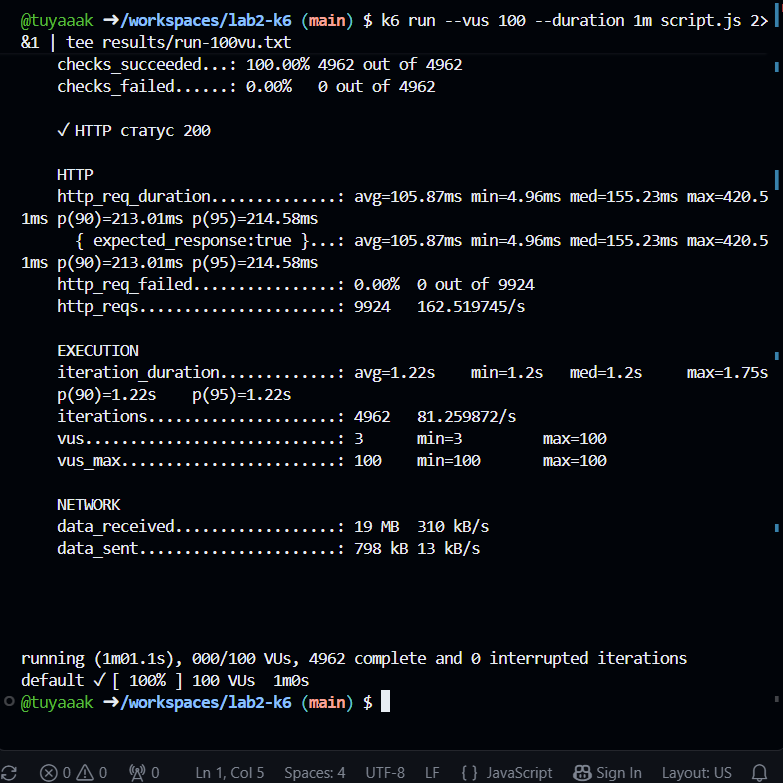 @tuyaaak ➜/workspaces/lab2-k6 (main) $ k6 run --vus 100 --duration 1m script.js 2>
&1 | tee results/run-100vu.txt
checks_succeeded...: 100.00% 4962 out of 4962
checks_failed......: 0.00%   0 out of 4962
✓ HTTP статус 200
HTTP
http_req_duration..............: avg=105.87ms min=4.96ms med=155.23ms max=420.5
1ms p(90)=213.01ms p(95)=214.58ms
{ expected_response:true }...: avg=105.87ms min=4.96ms med=155.23ms max=420.5
1ms p(90)=213.01ms p(95)=214.58ms
http_req_failed................: 0.00%  0 out of 9924
http_reqs......................: 9924   162.519745/s
EXECUTION
iteration_duration.............: avg=1.22s    min=1.2s   med=1.2s     max=1.75s
p(90)=1.22s    p(95)=1.22s
iterations.....................: 4962   81.259872/s
vus............................: 3      min=3          max=100
vus_max........................: 100    min=100        max=100
NETWORK
data_received..................: 19 MB  310 kB/s
data_sent......................: 798 kB 13 kB/s
running (1m01.1s), 000/100 VUs, 4962 complete and 0 interrupted iterations
default ✓ [ 100% ] 100 VUs  1m0s
@tuyaaak ➜/workspaces/lab2-k6 (main) $
0 0 0 Ln 1, Col 5 Spaces: 4 UTF-8 LF { } JavaScript Sign In Layout: US